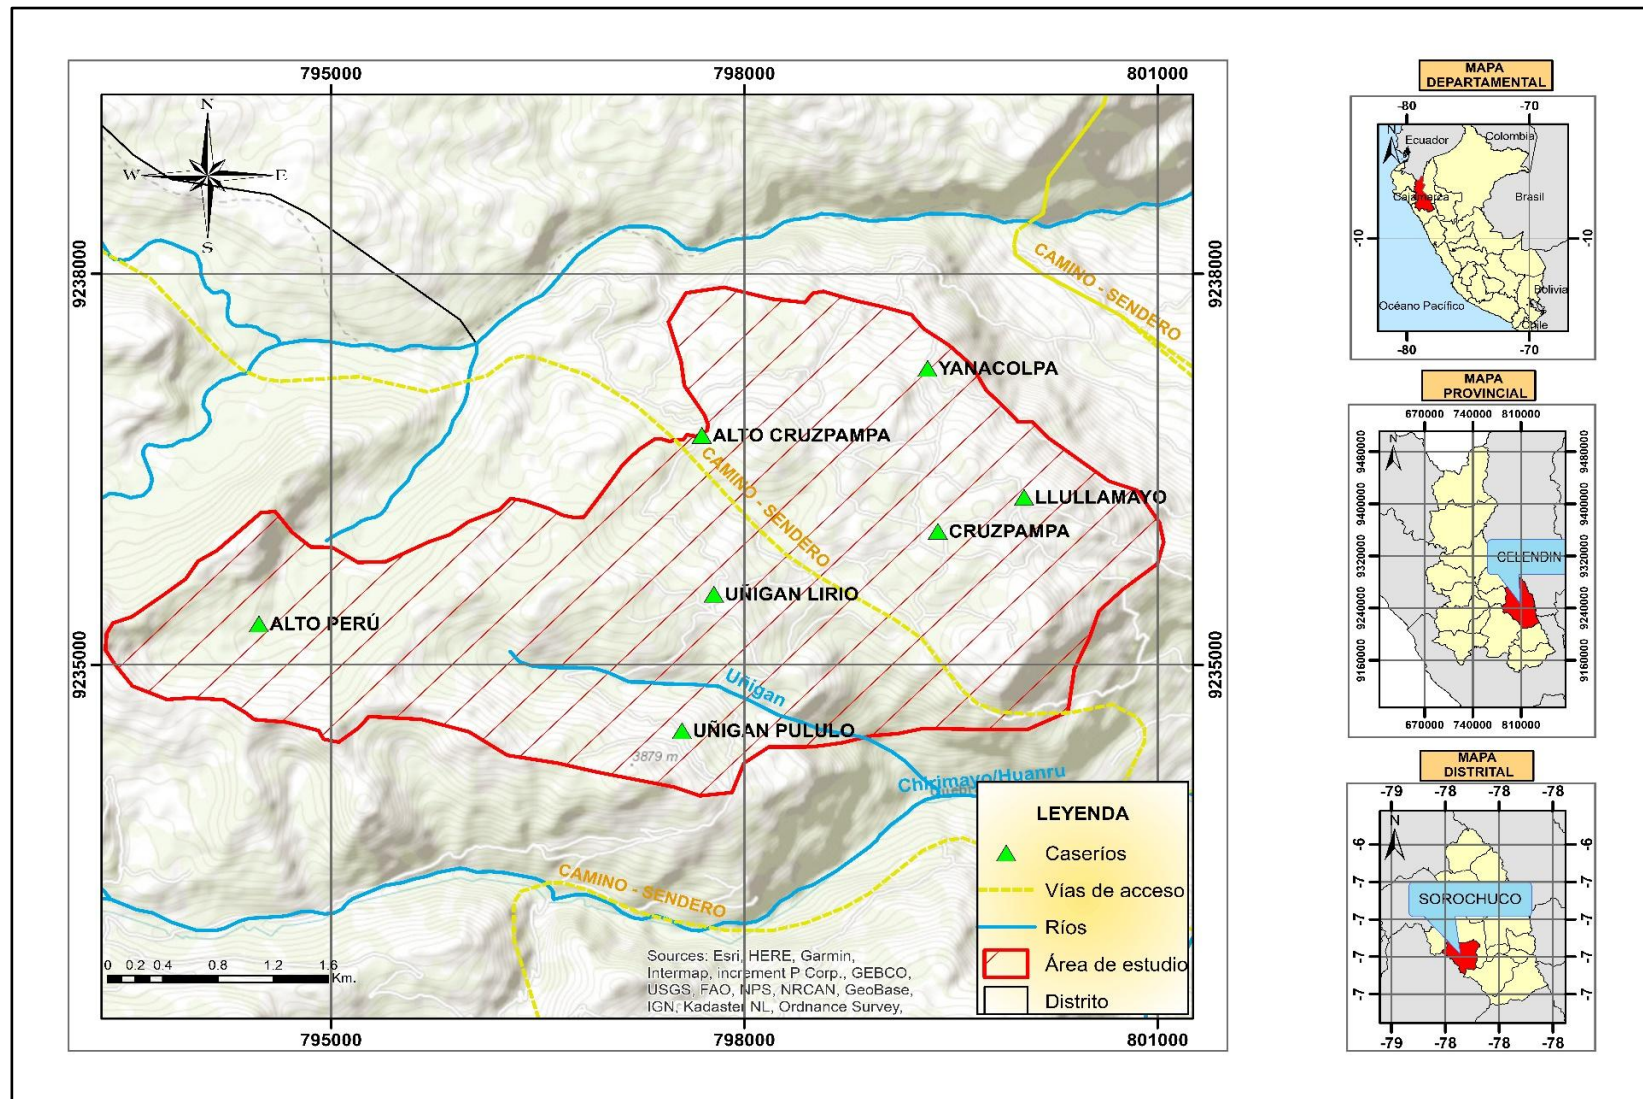 795000
798000
801000
N
W
E
S
9238000
9238000
CAMINO - SENDERO
YANACOLPA
ALTO CRUZPAMPA
CAMINO - SENDERO
LLULLAMAYO
CRUZPAMPA
UÑIGAN LIRIO
ALTO PERÚ
9235000
9235000
Uñigan
UÑIGAN PULULO
3879 m
Chirimayo/Huanru
CAMINO - SENDERO
LEYENDA
Caseríos
Vías de acceso
Ríos
Área de estudio
Distrito
0 0.2 0.4 0.8 1.2 1.6
Km.
Sources: Esri, HERE, Garmin,
Intermap, increment P Corp., GEBCO,
USGS, FAO, NPS, NRCAN, GeoBase,
IGN, Kadaster NL, Ordnance Survey,
795000
798000
801000
MAPA
DEPARTAMENTAL
-80
-70
N
Ecuador
Colombia
Cajamarca
Brasil
-10
-10
Bolivia
Océano Pacífico
Chile
-80
-70
MAPA
PROVINCIAL
670000 740000 810000
N
9480000
9480000
9400000
9400000
9320000
9320000
CELENDIN
9240000
9240000
9160000
9160000
670000 740000 810000
MAPA
DISTRITAL
-79 -78 -78 -78
N
-6
-6
-7
-7
SOROCHUCO
-7
-7
-7
-7
-7
-7
-79 -78 -78 -78